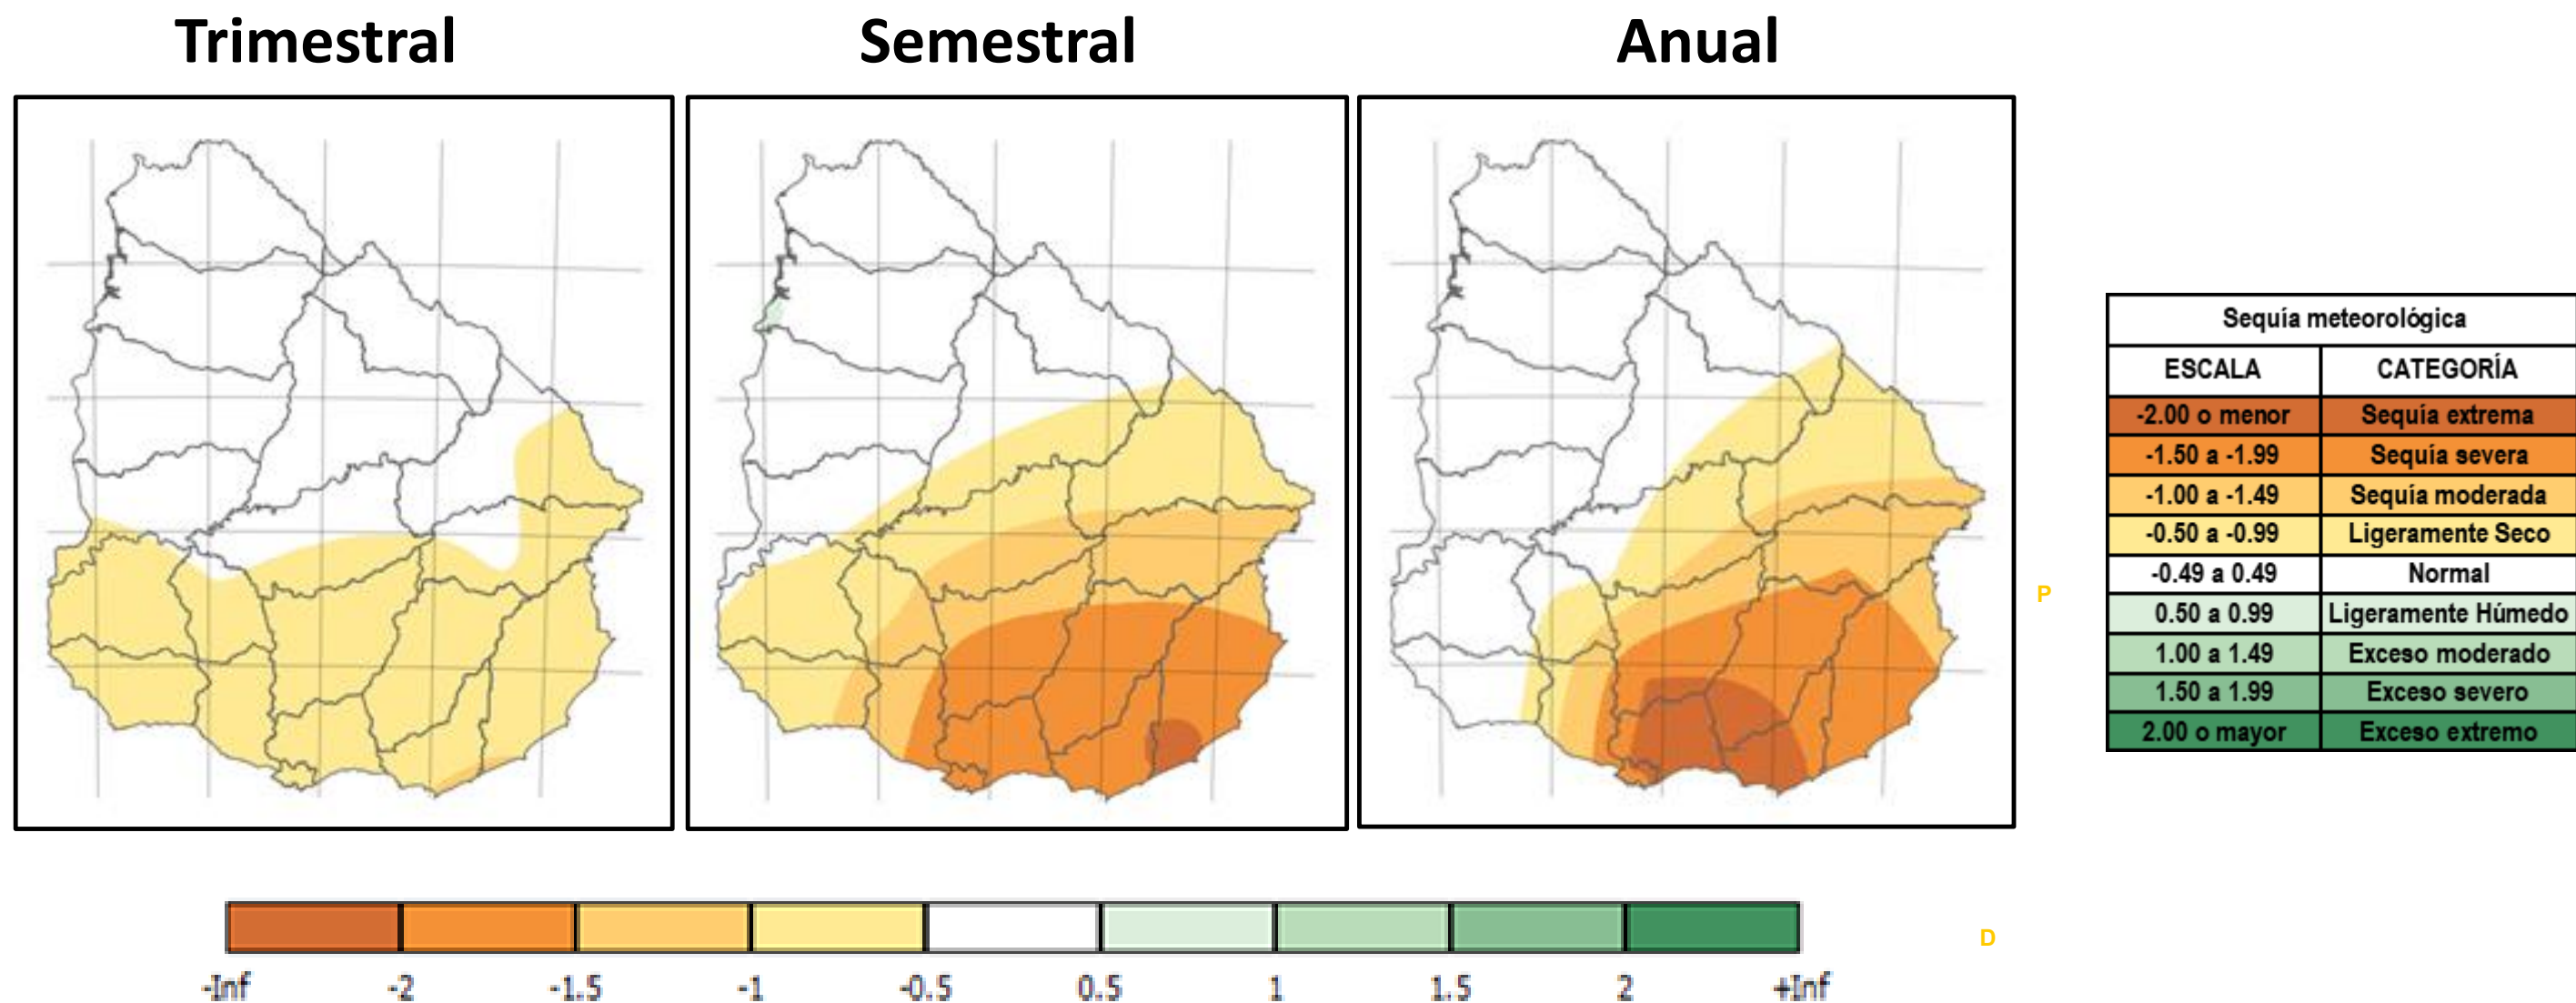 Trimestral Semestral Anual
Sequía meteorológica
ESCALA CATEGORÍA
-2.00 o menor Sequía extrema
-1.50 a -1.99 Sequía severa
-1.00 a -1.49 Sequía moderada
-0.50 a -0.99 Ligeramente Seco
-0.49 a 0.49 Normal
0.50 a 0.99 Ligeramente Húmedo
1.00 a 1.49 Exceso moderado
1.50 a 1.99 Exceso severo
2.00 o mayor Exceso extremo
P
D
-Inf -2 -1.5 -1 -0.5 0.5 1 1.5 2 +Inf